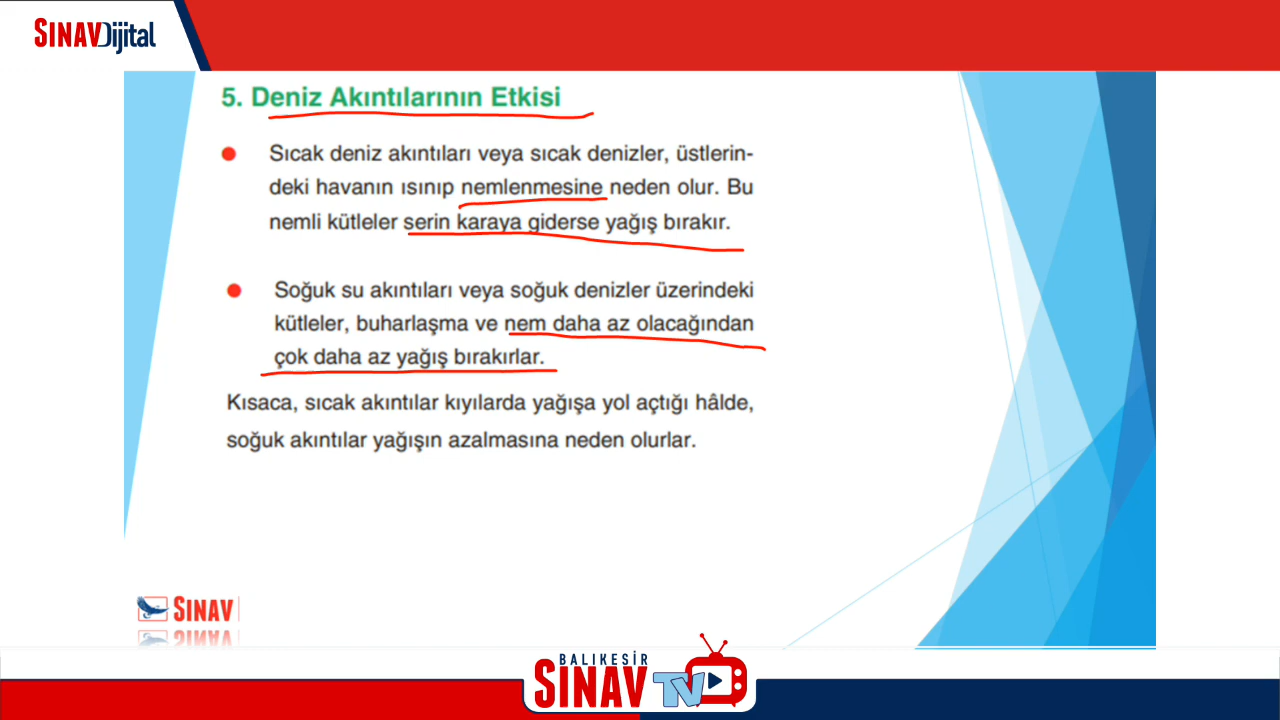 SINAVDijital
5. Deniz Akıntılarının Etkisi
Sıcak deniz akıntıları veya sıcak denizler, üstlerin-
deki havanın ısınıp nemlenmesine neden olur. Bu
nemli kütleler serin karaya giderse yağış bırakır.
Soğuk su akıntıları veya soğuk denizler üzerindeki
kütleler, buharlaşma ve nem daha az olacağından
çok daha az yağış bırakırlar.
Kısaca, sıcak akıntılar kıyılarda yağışa yol açtığı hâlde,
soğuk akıntılar yağışın azalmasına neden olurlar.
SINAV
BALIKESİR
SINAV TV